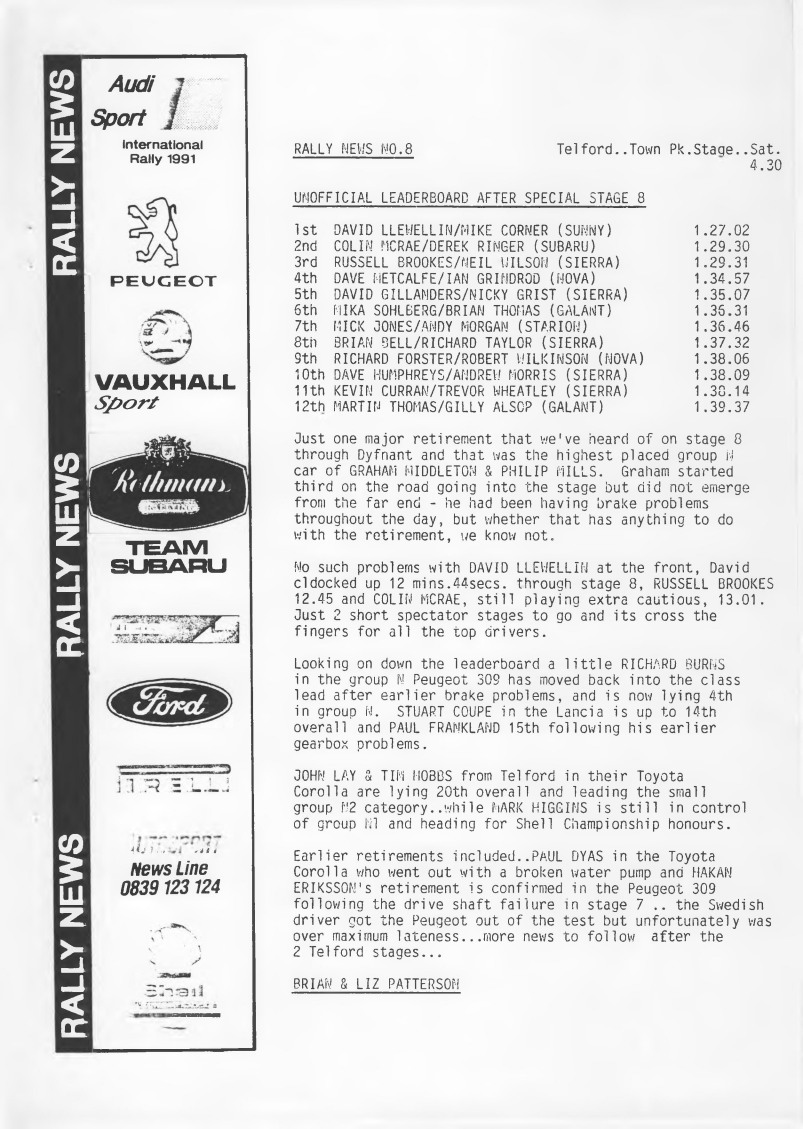 RALLY NEWS
RALLY NEWS
RALLY NEWS
Audi
Sport
International
Rally 1991
PEUGEOT
VAUXHALL
Sport
Rothmans
TEAM
SUBARU
Ford
PIRELLI
AUTOSPORT
News Line
0839 123 124
Shell
RALLY NEWS NO.8 Telford..Town Pk.Stage..Sat.
4.30
UNOFFICIAL LEADERBOARD AFTER SPECIAL STAGE 8
1st DAVID LLEWELLIN/MIKE CORNER (SUNNY) 1.27.02
2nd COLIN MCRAE/DEREK RINGER (SUBARU) 1.29.30
3rd RUSSELL BROOKES/NEIL WILSON (SIERRA) 1.29.31
4th DAVE METCALFE/IAN GRINDROD (NOVA) 1.34.57
5th DAVID GILLANDERS/NICKY GRIST (SIERRA) 1.35.07
6th MIKA SOHLBERG/BRIAN THOMAS (GALANT) 1.36.31
7th MICK JONES/ANDY MORGAN (STARION) 1.36.46
8th BRIAN BELL/RICHARD TAYLOR (SIERRA) 1.37.32
9th RICHARD FORSTER/ROBERT WILKINSON (NOVA) 1.38.06
10th DAVE HUMPHREYS/ANDREW MORRIS (SIERRA) 1.38.09
11th KEVIN CURRAN/TREVOR WHEATLEY (SIERRA) 1.38.14
12th MARTIN THOMAS/GILLY ALSOP (GALANT) 1.39.37
Just one major retirement that we've heard of on stage 8
through Dyfnant and that was the highest placed group N
car of GRAHAM MIDDLETON & PHILIP MILLS. Graham started
third on the road going into the stage but did not emerge
from the far end - he had been having brake problems
throughout the day, but whether that has anything to do
with the retirement, we know not.
No such problems with DAVID LLEWELLIN at the front, David
cldocked up 12 mins.44secs. through stage 8, RUSSELL BROOKES
12.45 and COLIN MCRAE, still playing extra cautious, 13.01.
Just 2 short spectator stages to go and its cross the
fingers for all the top drivers.
Looking on down the leaderboard a little RICHARD BURNS
in the group N Peugeot 309 has moved back into the class
lead after earlier brake problems, and is now lying 4th
in group N. STUART COUPE in the Lancia is up to 14th
overall and PAUL FRANKLAND 15th following his earlier
gearbox problems.
JOHN LAY & TIM HOBBS from Telford in their Toyota
Corolla are lying 20th overall and leading the small
group N2 category..while MARK HIGGINS is still in control
of group N1 and heading for Shell Championship honours.
Earlier retirements included..PAUL DYAS in the Toyota
Corolla who went out with a broken water pump and HAKAN
ERIKSSON's retirement is confirmed in the Peugeot 309
following the drive shaft failure in stage 7 .. the Swedish
driver got the Peugeot out of the test but unfortunately was
over maximum lateness...more news to follow after the
2 Telford stages...
BRIAN & LIZ PATTERSON